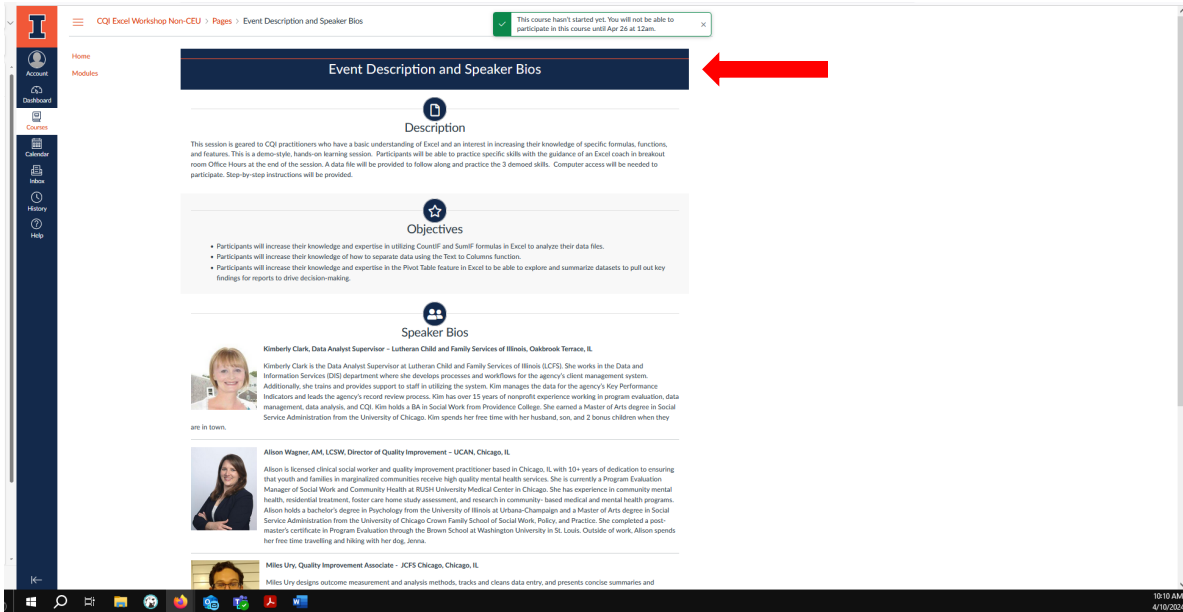 CQI Excel Workshop Non-CEU > Pages > Event Description and Speaker Bios
This course hasn't started yet. You will not be able to
participate in this course until Apr 26 at 12am.
Account
Dashboard
Courses
Calendar
Inbox
History
Help
Home
Modules
Event Description and Speaker Bios
Description
This session is geared to CQI practitioners who have a basic understanding of Excel and an interest in increasing their knowledge of specific formulas, functions,
and features. This is a demo-style, hands-on learning session. Participants will be able to practice specific skills with the guidance of an Excel coach in breakout
room Office Hours at the end of the session. A data file will be provided to follow along and practice the 3 demoed skills. Computer access will be needed to
participate. Step-by-step instructions will be provided.
Objectives
• Participants will increase their knowledge and expertise in utilizing CountIF and SumIF formulas in Excel to analyze their data files.
• Participants will increase their knowledge of how to separate data using the Text to Columns function.
• Participants will increase their knowledge and expertise in the Pivot Table feature in Excel to be able to explore and summarize datasets to pull out key
findings for reports to drive decision-making.
Speaker Bios
Kimberly Clark, Data Analyst Supervisor – Lutheran Child and Family Services of Illinois, Oakbrook Terrace, IL
Kimberly Clark is the Data Analyst Supervisor at Lutheran Child and Family Services of Illinois (LCFS). She works in the Data and
Information Services (DIS) department where she develops processes and workflows for the agency's client management system.
Additionally, she trains and provides support to staff in utilizing the system. Kim manages the data for the agency's Key Performance
Indicators and leads the agency's record review process. Kim has over 15 years of nonprofit experience working in program evaluation, data
management, data analysis, and CQI. Kim holds a BA in Social Work from Providence College. She earned a Master of Arts degree in Social
Service Administration from the University of Chicago. Kim spends her free time with her husband, son, and 2 bonus children when they
are in town.
Alison Wagner, AM, LCSW, Director of Quality Improvement – UCAN, Chicago, IL
Alison is licensed clinical social worker and quality improvement practitioner based in Chicago, IL with 10+ years of dedication to ensuring
that youth and families in marginalized communities receive high quality mental health services. She is currently a Program Evaluation
Manager of Social Work and Community Health at RUSH University Medical Center in Chicago. She has experience in community mental
health, residential treatment, foster care home study assessment, and research in community- based medical and mental health programs.
Alison holds a bachelor's degree in Psychology from the University of Illinois at Urbana-Champaign and a Master of Arts degree in Social
Service Administration from the University of Chicago Crown Family School of Social Work, Policy, and Practice. She completed a post-
master's certificate in Program Evaluation through the Brown School at Washington University in St. Louis. Outside of work, Alison spends
her free time travelling and hiking with her dog, Jenna.
Miles Ury, Quality Improvement Associate - JCFS Chicago, Chicago, IL
Miles Ury designs outcome measurement and analysis methods, tracks and cleans data entry, and presents concise summaries and
10:10 AM
4/10/2024